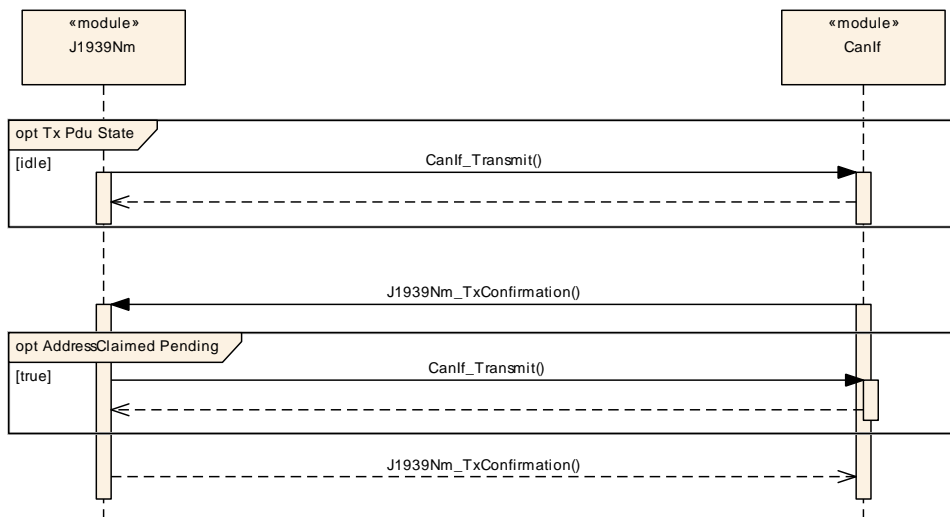 «module»
J1939Nm
«module»
CanIf
opt Tx Pdu State
[idle]
CanIf_Transmit()
J1939Nm_TxConfirmation()
opt AddressClaimed Pending
[true]
CanIf_Transmit()
J1939Nm_TxConfirmation()